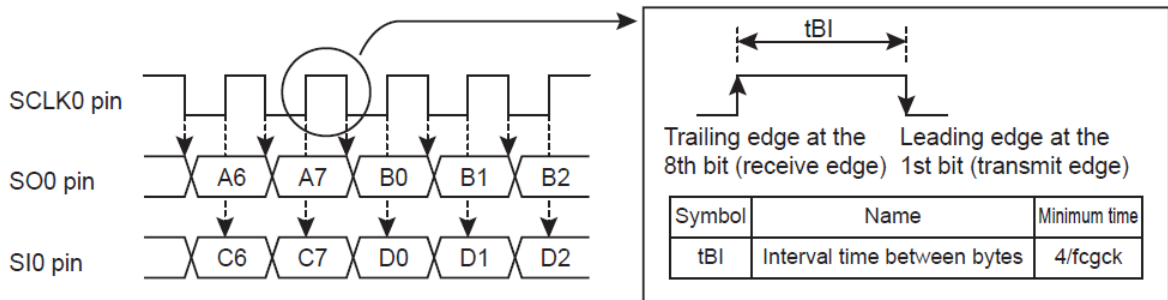 SCLK0 pin
SO0 pin
A6 A7 B0 B1 B2
SI0 pin
C6 C7 D0 D1 D2
tBI
Trailing edge at the
8th bit (receive edge)
Leading edge at the
1st bit (transmit edge)
Symbol Name Minimum time
tBI Interval time between bytes 4/fcgck